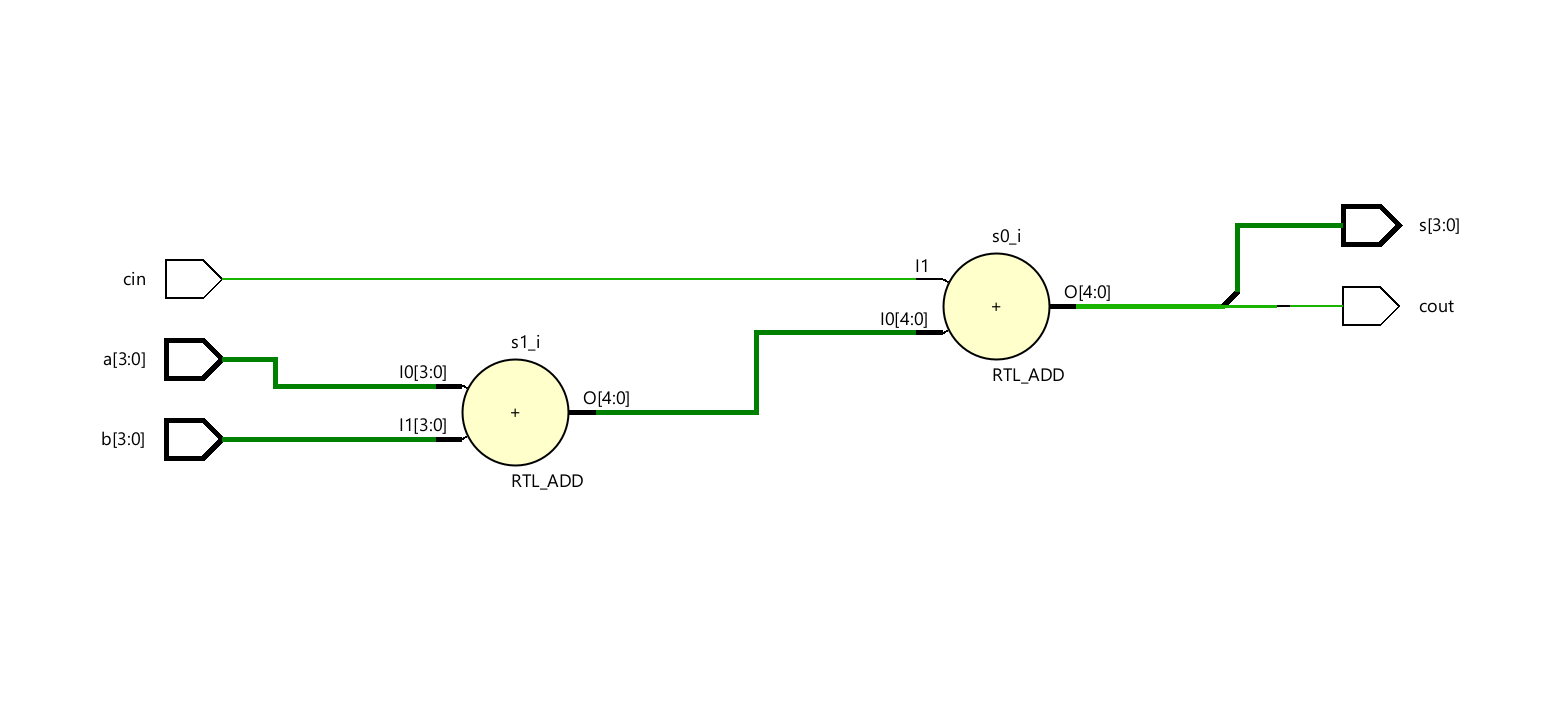 s[3:0]
s0_i
I1
cin
O[4:0]
cout
I0[4:0]
+
s1_i
a[3:0]
I0[3:0]
RTL_ADD
O[4:0]
+
I1[3:0]
b[3:0]
RTL_ADD